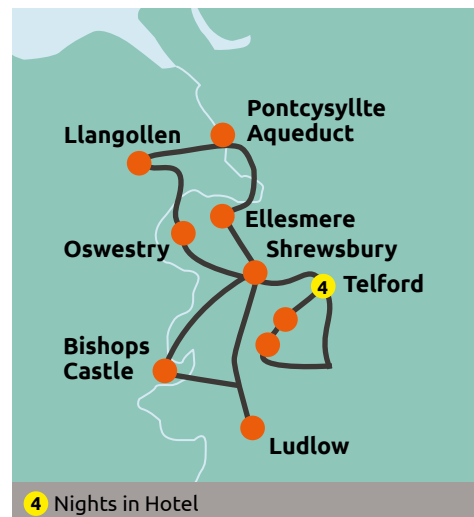 Pontcysyllte
Aqueduct
Llangollen
Ellesmere
Oswestry
Shrewsbury
4 Telford
Bishops
Castle
Ludlow
4 Nights in Hotel